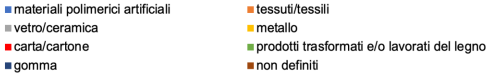 materiali polimerici artificiali tessuti/tessili
vetro/ceramica metallo
carta/cartone prodotti trasformati e/o lavorati del legno
gomma non definiti